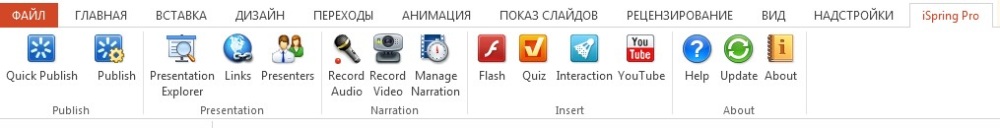 ФАЙЛ ГЛАВНАЯ ВСТАВКА ДИЗАЙН ПЕРЕХОДЫ АНИМАЦИЯ ПОКАЗ СЛАЙДОВ РЕЦЕНЗИРОВАНИЕ ВИД НАДСТРОЙКИ iSpring Pro
You Tube
Quick Publish Publish Presentation Explorer Links Presenters Record Audio Record Video Manage Narration Flash Quiz Interaction YouTube Help Update About
Publish Presentation Narration Insert About